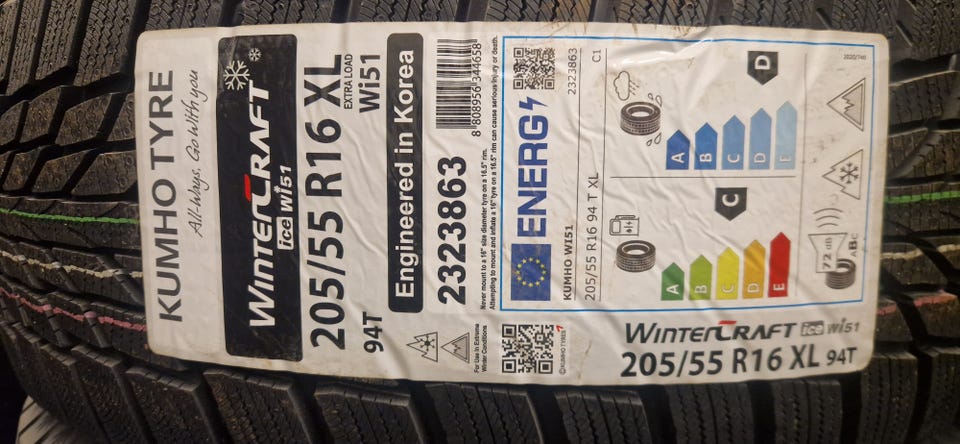 KUMHO TYRE
All-Ways, Go With you
WINTERCRAFT
ice wi51
205/55 R16 XL
EXTRA LOAD
94T
Wi51
Engineered in Korea
2323863
8 808956 344658
Never mount to a 16" size diameter tyre on a 16.5" rim.
Attempting to mount and inflate a 16" tyre on a 16.5" rim can cause serious injury or death.
For Use in Extreme
Winter Conditions
©KUMHO TYRES
ENERG
2323863
KUMHO WI51
205/55 R16 94 T XL
C1
A
B
C
D
E
C
A
B
C
D
E
D
72 dB
ABC
2020/740
WINTERCRAFT ice wi51
205/55 R16 XL 94T